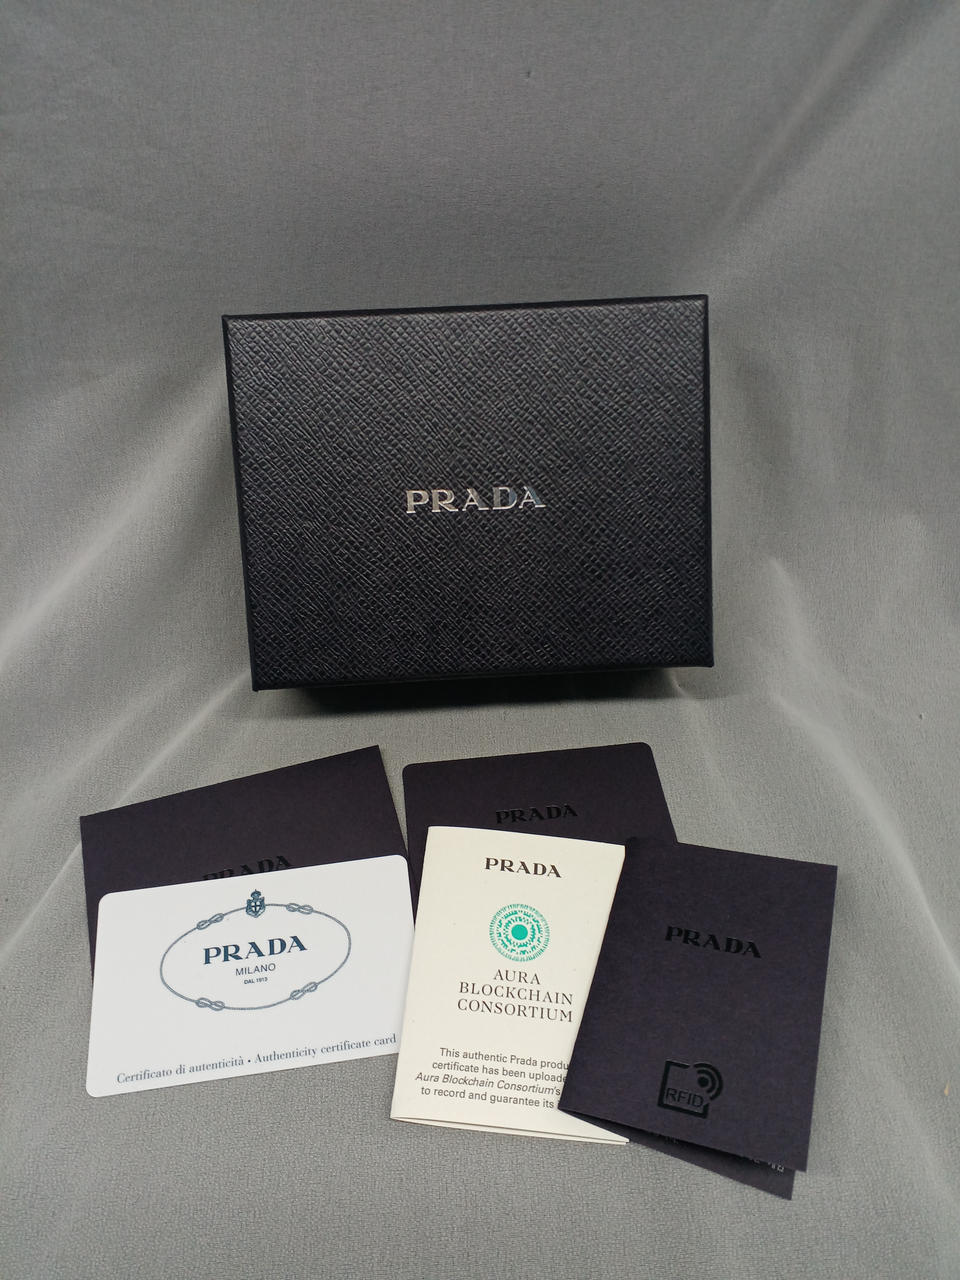 PRADA
PRADA
PRADA
PRADA
MILANO
DAL 1913
Certificato di autenticità • Authenticity certificate card
PRADA
AURA
BLOCKCHAIN
CONSORTIUM
This authentic Prada produ
certificate has been uploade
Aura Blockchain Consortium's
to record and guarantee its
PRADA
RFID